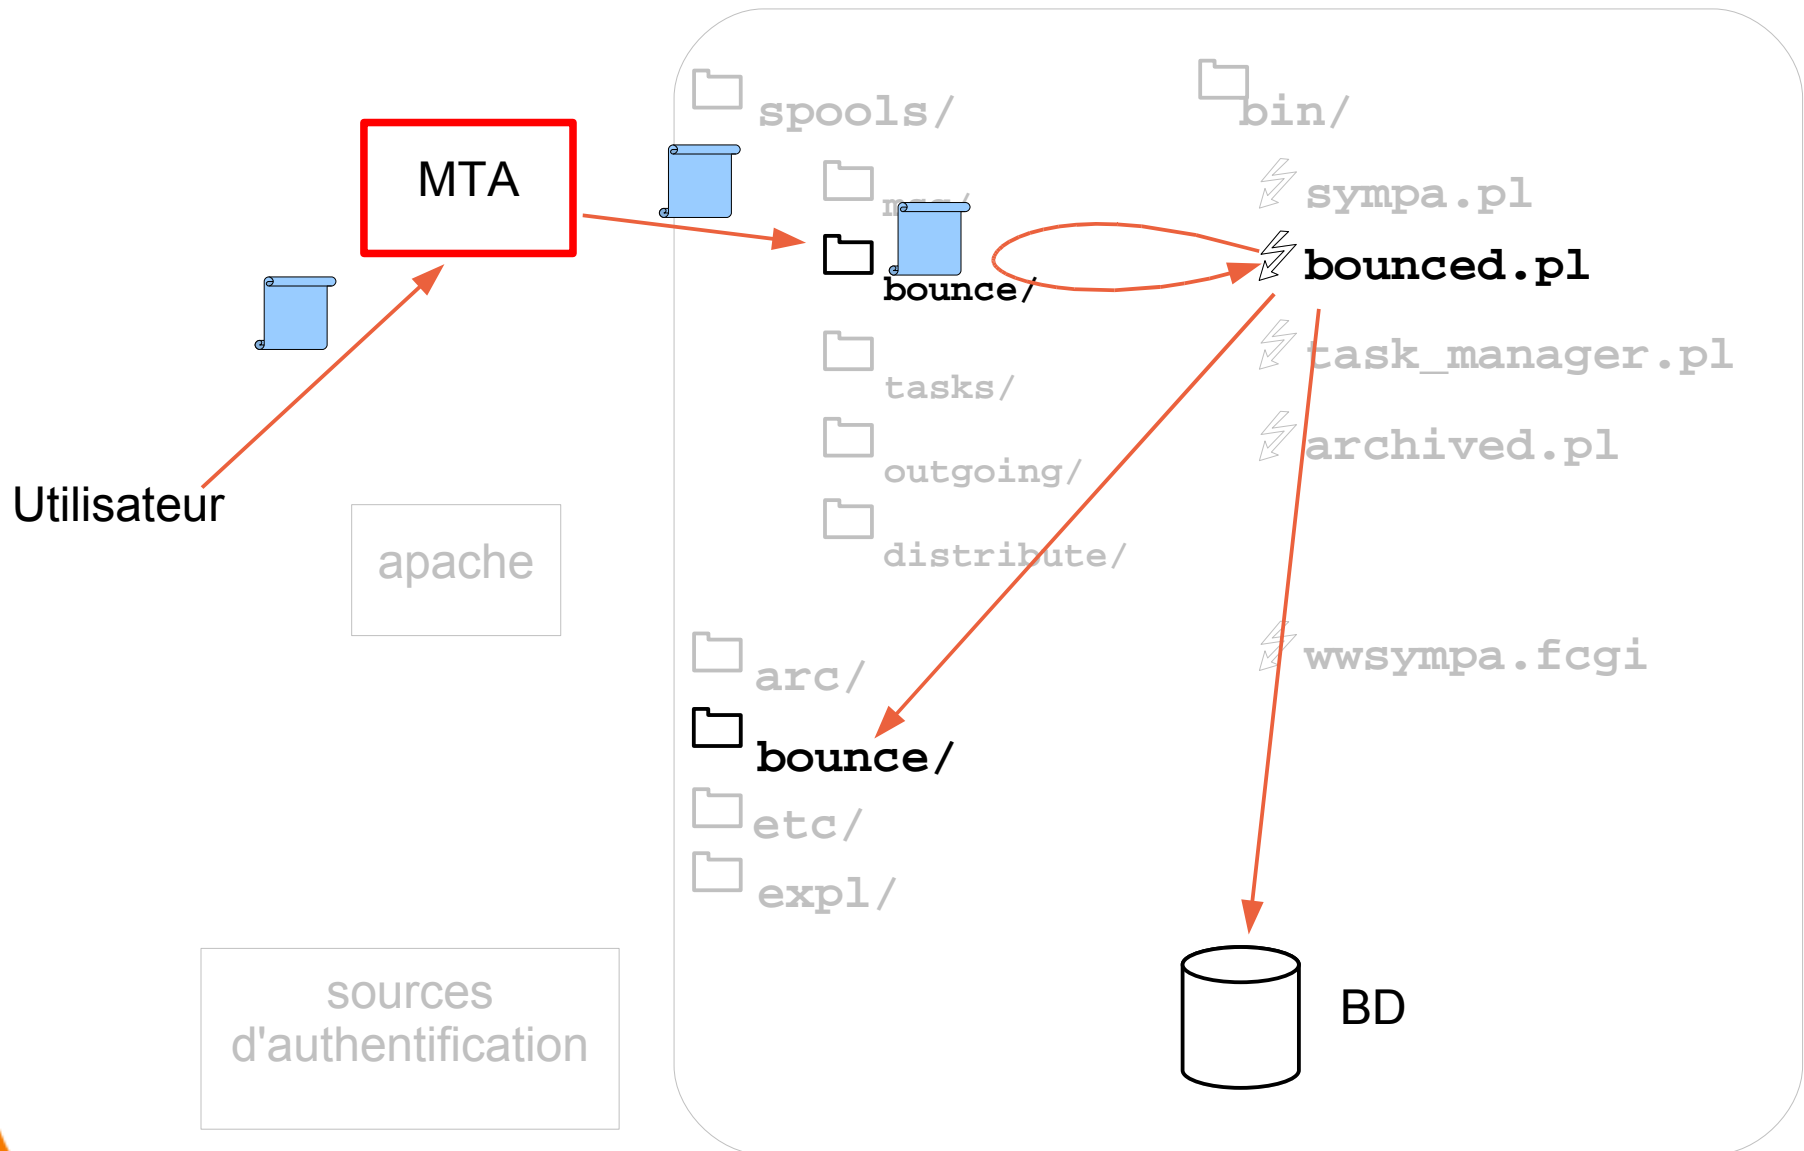 spools/
bin/
MTA
msg/
sympa.pl
bounce/
bounced.pl
tasks/
task_manager.pl
outgoing/
archived.pl
Utilisateur
apache
distribute/
arc/
wwsympa.fcgi
bounce/
etc/
expl/
sources
d'authentification
BD